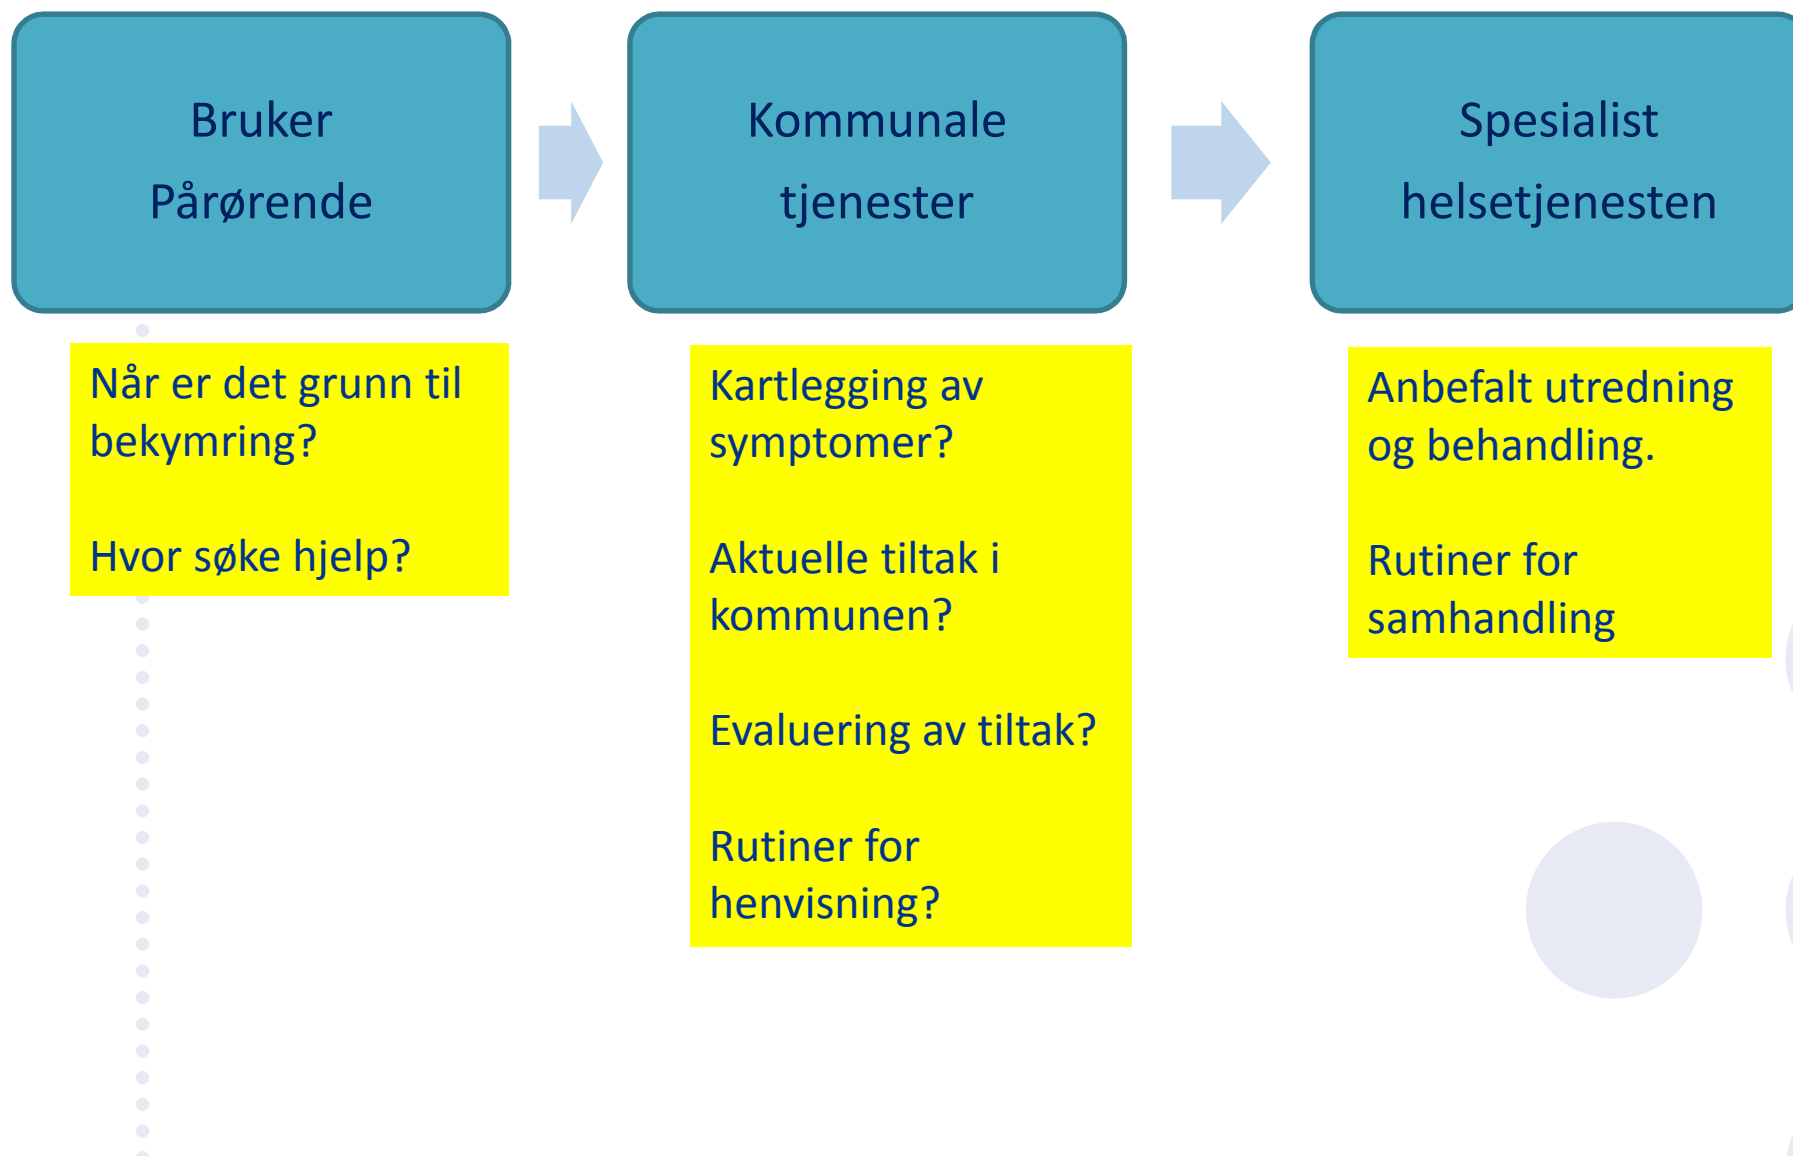 Bruker
Pårørende
Kommunale
tjenester
Spesialist
helsetjenesten
Når er det grunn til
bekymring?
Hvor søke hjelp?
Kartlegging av
symptomer?
Aktuelle tiltak i
kommunen?
Evaluering av tiltak?
Rutiner for
henvisning?
Anbefalt utredning
og behandling.
Rutiner for
samhandling